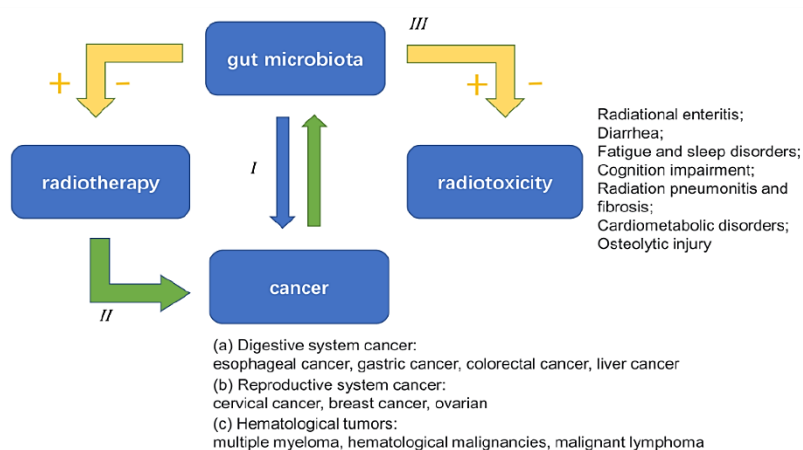 III
gut microbiota
+ −
+ −
Radiational enteritis;
Diarrhea;
Fatigue and sleep disorders;
Cognition impairment;
Radiation pneumonitis and
fibrosis;
Cardiometabolic disorders;
Osteolytic injury
radiotherapy
I
radiotoxicity
II
cancer
(a) Digestive system cancer:
esophageal cancer, gastric cancer, colorectal cancer, liver cancer
(b) Reproductive system cancer:
cervical cancer, breast cancer, ovarian
(c) Hematological tumors:
multiple myeloma, hematological malignancies, malignant lymphoma